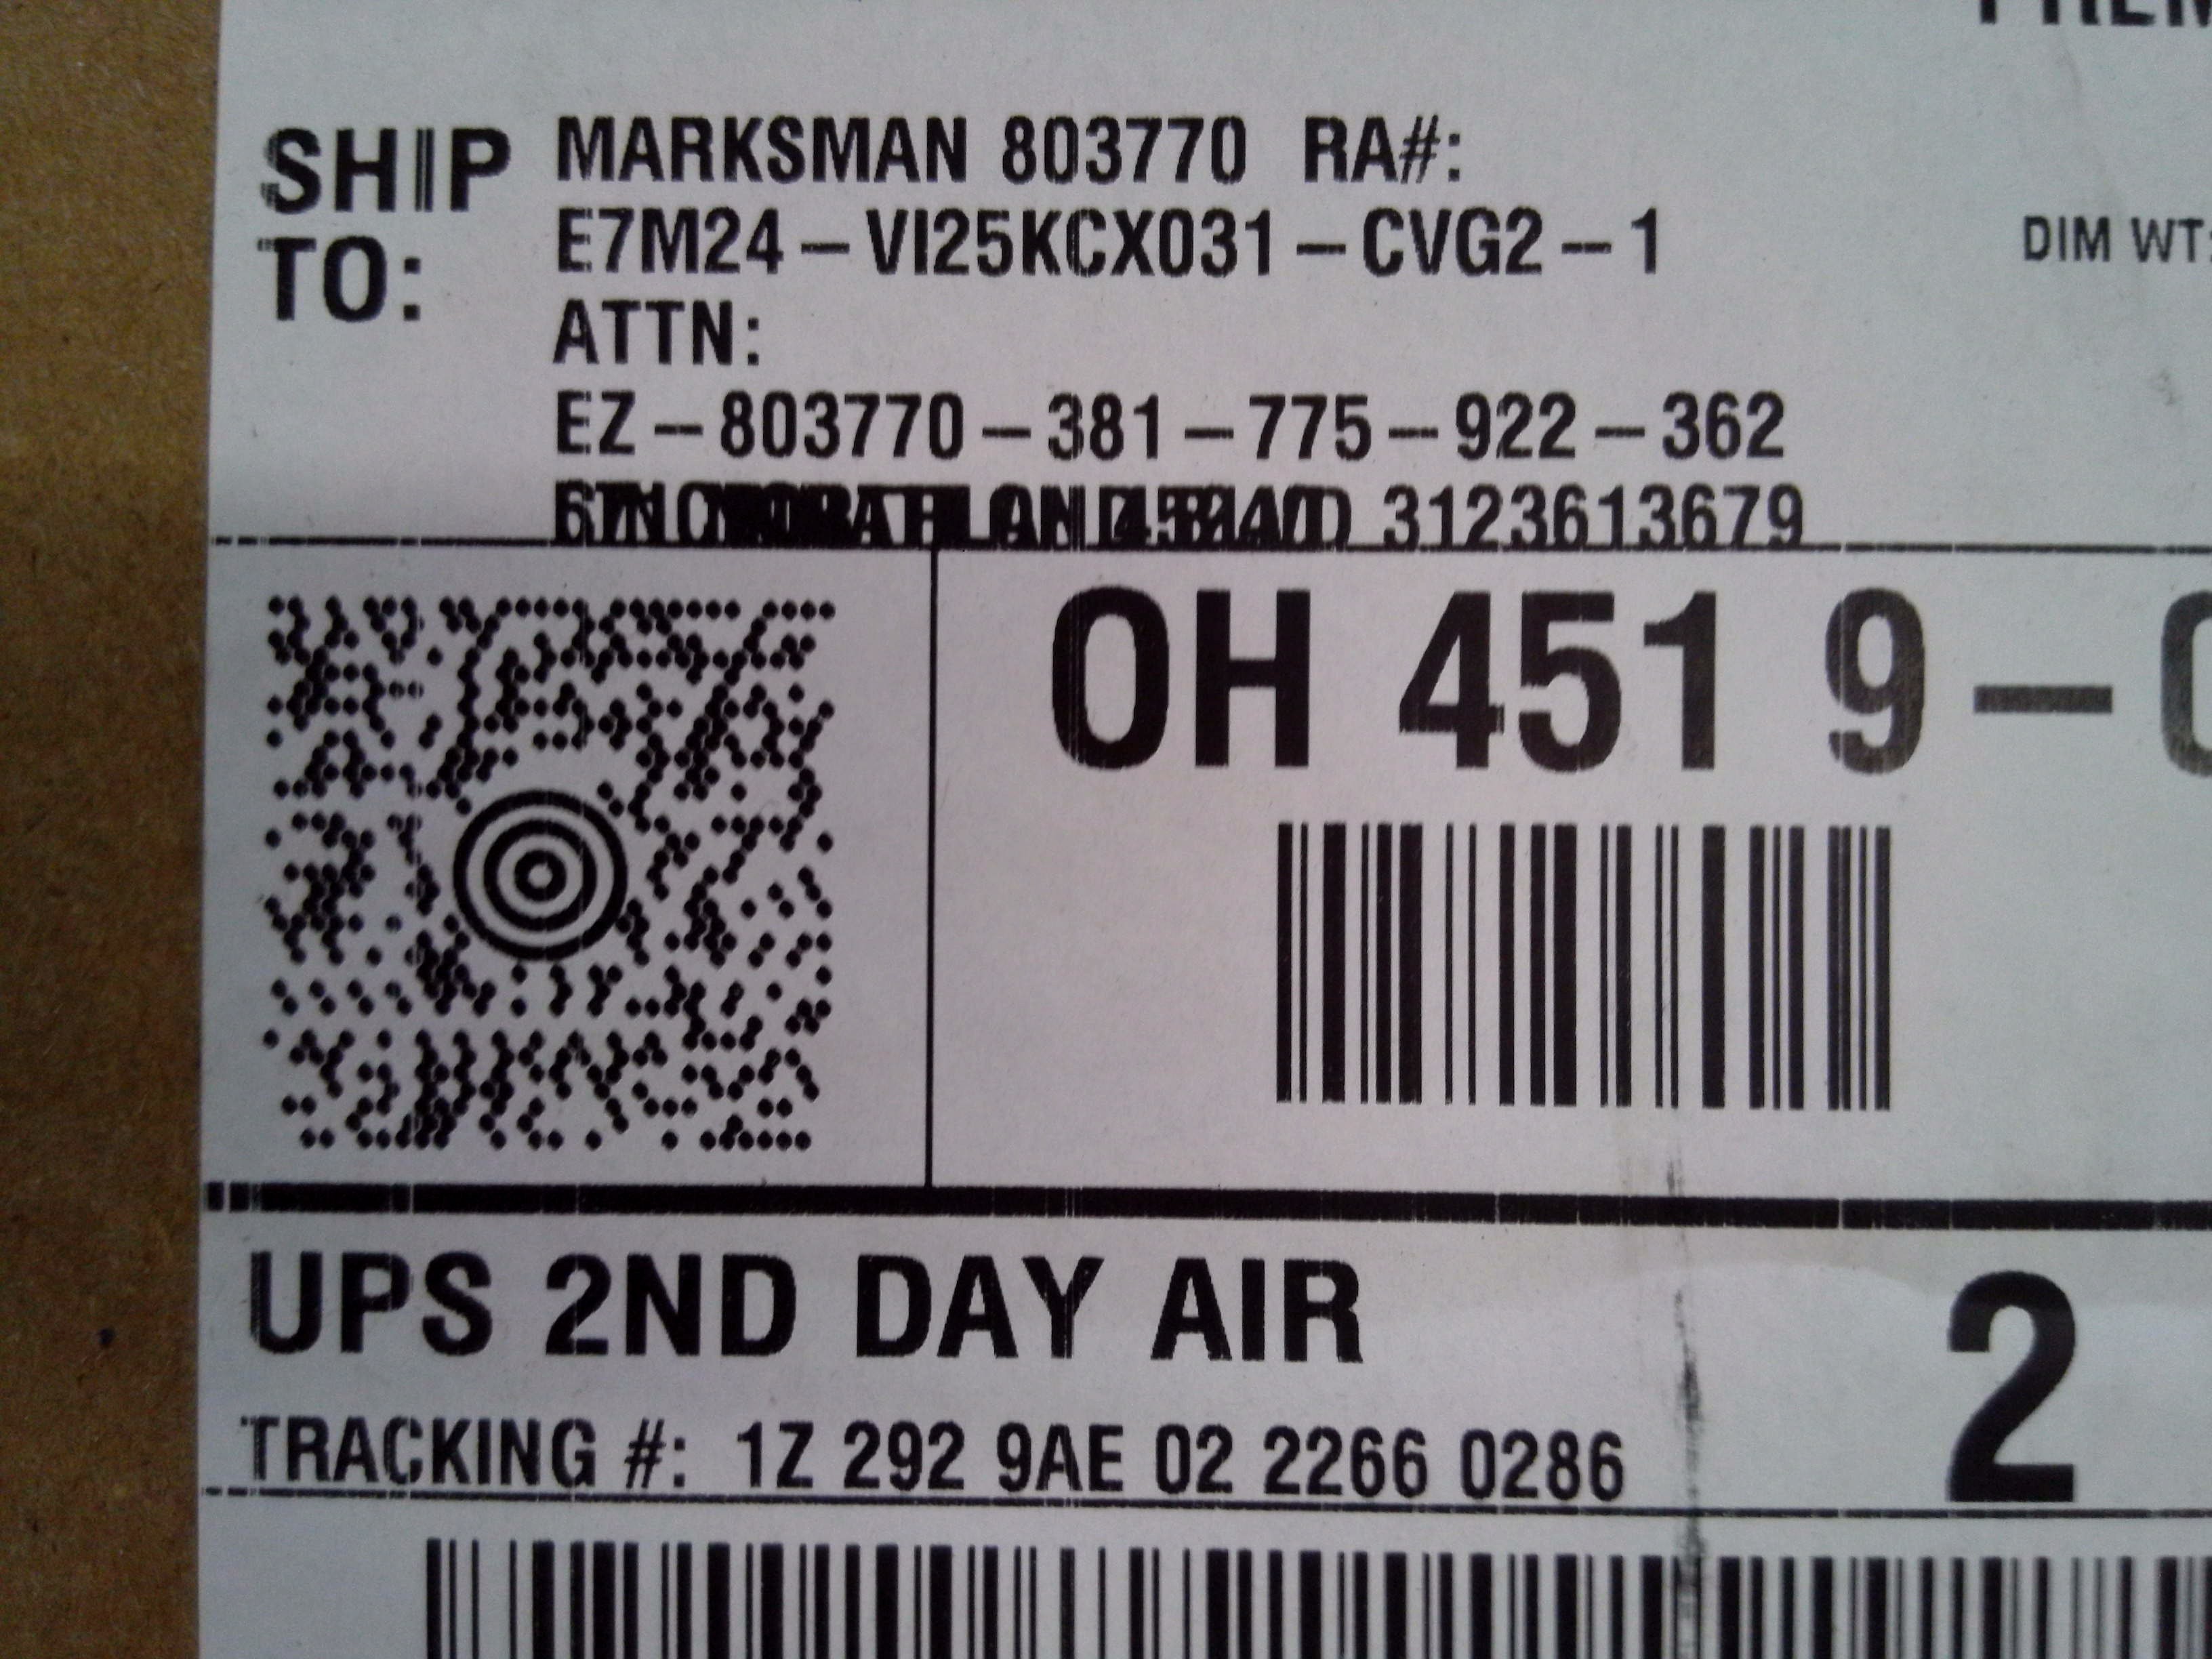 SHIP TO:
MARKSMAN 803770 RA#:
E7M24-VI25KCX031-CVG2-1
DIM WT:
ATTN:
EZ-803770-381-775-922-362
3123613679
OH 451 9-0
UPS 2ND DAY AIR
2
TRACKING #: 1Z 292 9AE 02 2266 0286